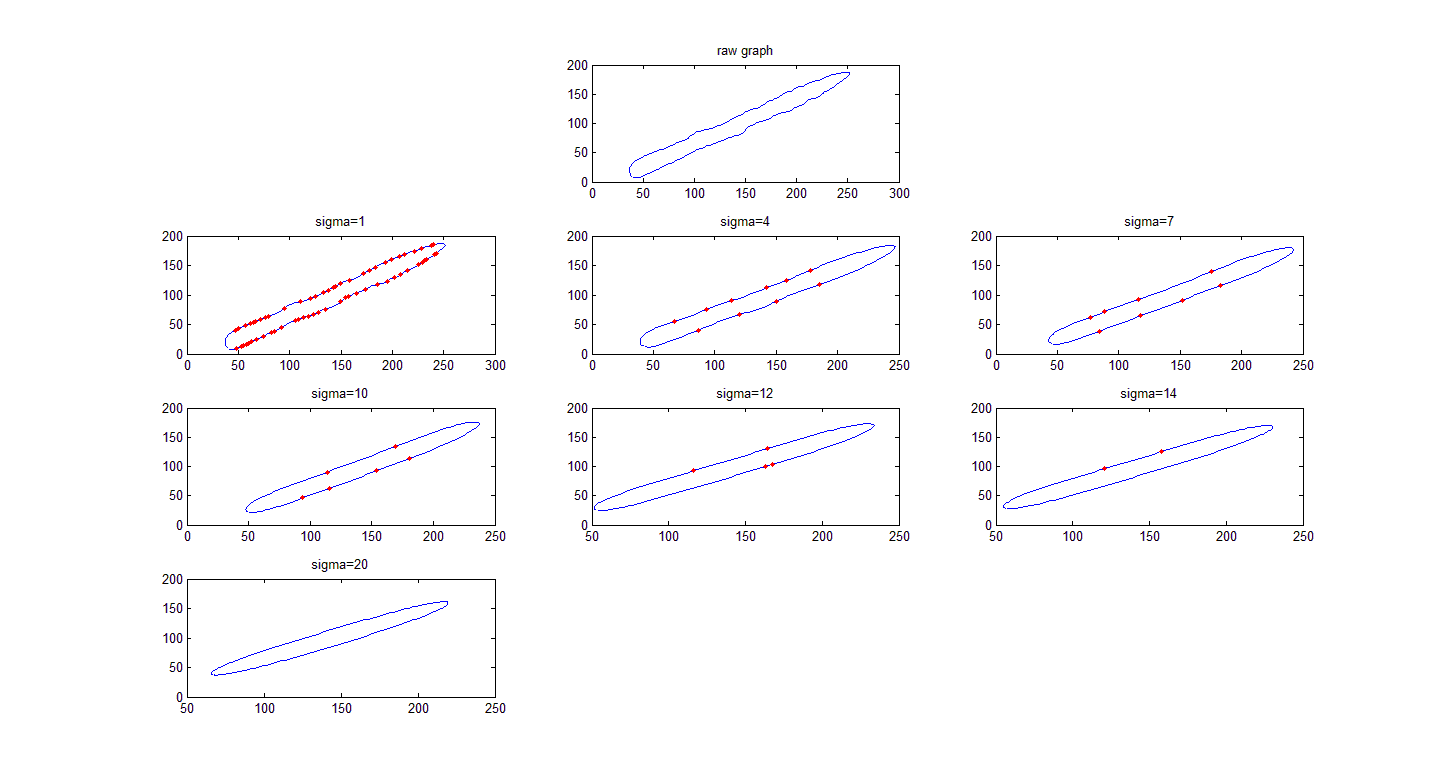 raw graph
200
150
100
50
0
0 50 100 150 200 250 300
sigma=1 sigma=4 sigma=7
200 200 200
150 150 150
100 100 100
50 50 50
0 0 0
0 50 100 150 200 250 300 0 50 100 150 200 250 0 50 100 150 200 250
sigma=10 sigma=12 sigma=14
200 200 200
150 150 150
100 100 100
50 50 50
0 0 0
0 50 100 150 200 250 50 100 150 200 250 50 100 150 200 250
sigma=20
200
150
100
50
0
50 100 150 200 250